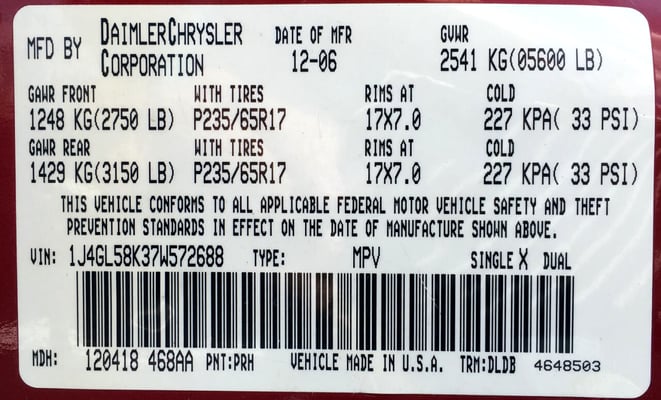 MFD BY DAIMLERCHRYSLER CORPORATION DATE OF MFR 12-06 GVWR 2541 KG(05600 LB)
GAWR FRONT WITH TIRES RIMS AT COLD
1248 KG(2750 LB) P235/65R17 17X7.0 227 KPA( 33 PSI)
GAWR REAR WITH TIRES RIMS AT COLD
1429 KG(3150 LB) P235/65R17 17X7.0 227 KPA( 33 PSI)
THIS VEHICLE CONFORMS TO ALL APPLICABLE FEDERAL MOTOR VEHICLE SAFETY AND THEFT
PREVENTION STANDARDS IN EFFECT ON THE DATE OF MANUFACTURE SHOWN ABOVE.
VIN: 1J4GL58K37W572688 TYPE: MPV SINGLE X DUAL
MDH: 120418 468AA PNT:PRH VEHICLE MADE IN U.S.A. TRM:DLDB 4648503